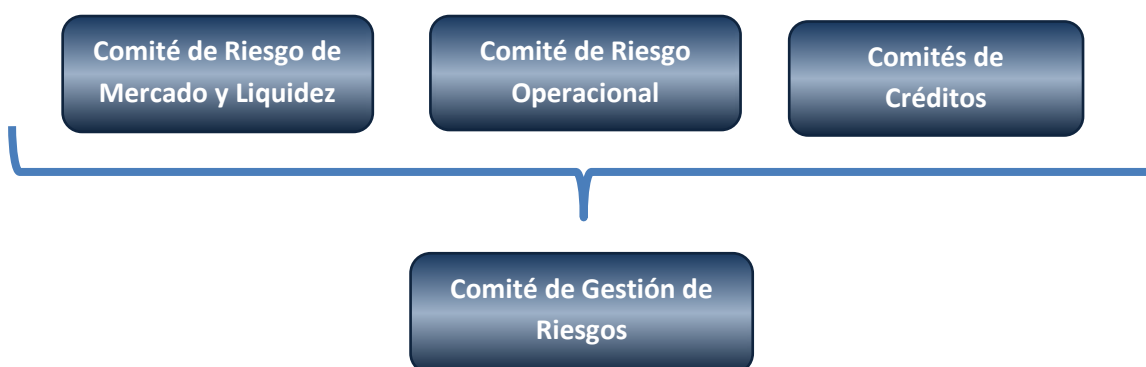 Comité de Riesgo de
Mercado y Liquidez
Comité de Riesgo
Operacional
Comités de
Créditos
Comité de Gestión de
Riesgos